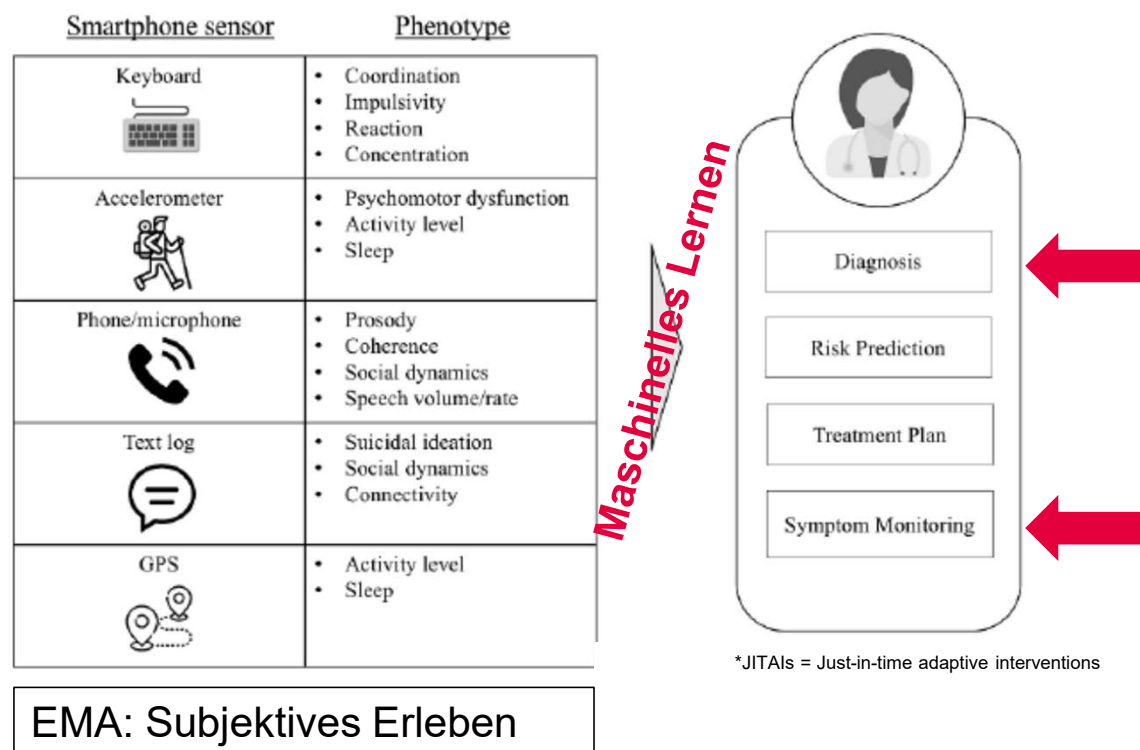 Smartphone sensor
Phenotype
Keyboard
• Coordination
• Impulsivity
• Reaction
• Concentration
Accelerometer
• Psychomotor dysfunction
• Activity level
• Sleep
Phone/microphone
• Prosody
• Coherence
• Social dynamics
• Speech volume/rate
Text log
• Suicidal ideation
• Social dynamics
• Connectivity
GPS
• Activity level
• Sleep
EMA: Subjektives Erleben
Maschinelles Lernen
Diagnosis
Risk Prediction
Treatment Plan
Symptom Monitoring
*JITAIs = Just-in-time adaptive interventions